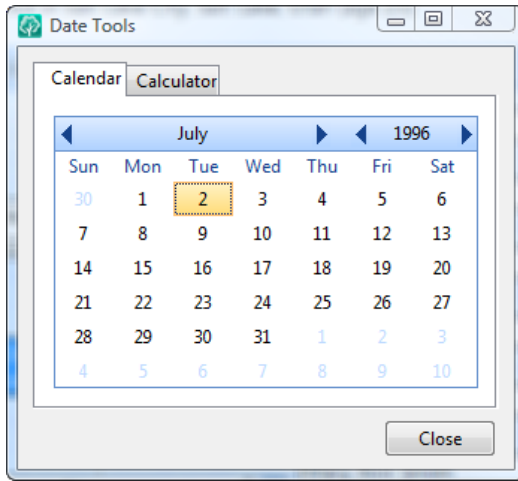 Date Tools
Calendar Calculator
July 1996
Sun Mon Tue Wed Thu Fri Sat
30 1 2 3 4 5 6
7 8 9 10 11 12 13
14 15 16 17 18 19 20
21 22 23 24 25 26 27
28 29 30 31 1 2 3
4 5 6 7 8 9 10
Close